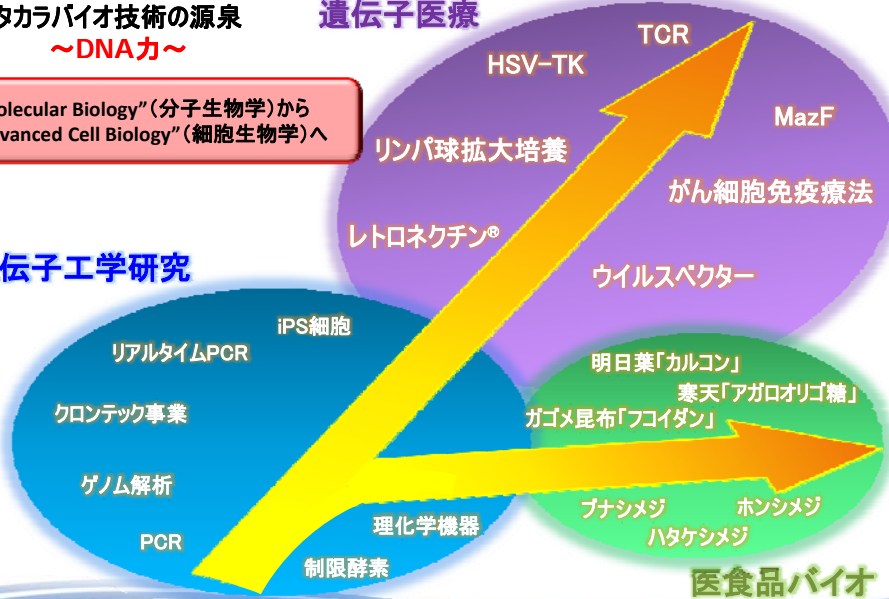 タカラバイオ技術の源泉
～DNA力～
遺伝子医療
olecular Biology”（分子生物学）から
vanced Cell Biology”（細胞生物学）へ
TCR
HSV-TK
MazF
リンパ球拡大培養
がん細胞免疫療法
レトロネクチン®
ウイルスベクター
伝子工学研究
iPS細胞
リアルタイムPCR
クロンテック事業
ゲノム解析
PCR
理化学機器
制限酵素
明日葉「カルコン」
寒天「アガロオリゴ糖」
ガゴメ昆布「フコイダン」
ブナシメジ
ホンシメジ
ハタケシメジ
医食品バイオ